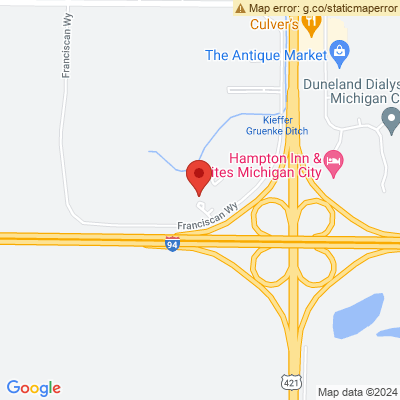 Map error: g.co/staticmaperror
Culver's
The Antique Market
Duneland Dialys
Michigan C
Franciscan Wy
Kieffer
Gruenke Ditch
Hampton Inn &
ites Michigan City
Franciscan Wy
94
421
Google
Map data ©2024